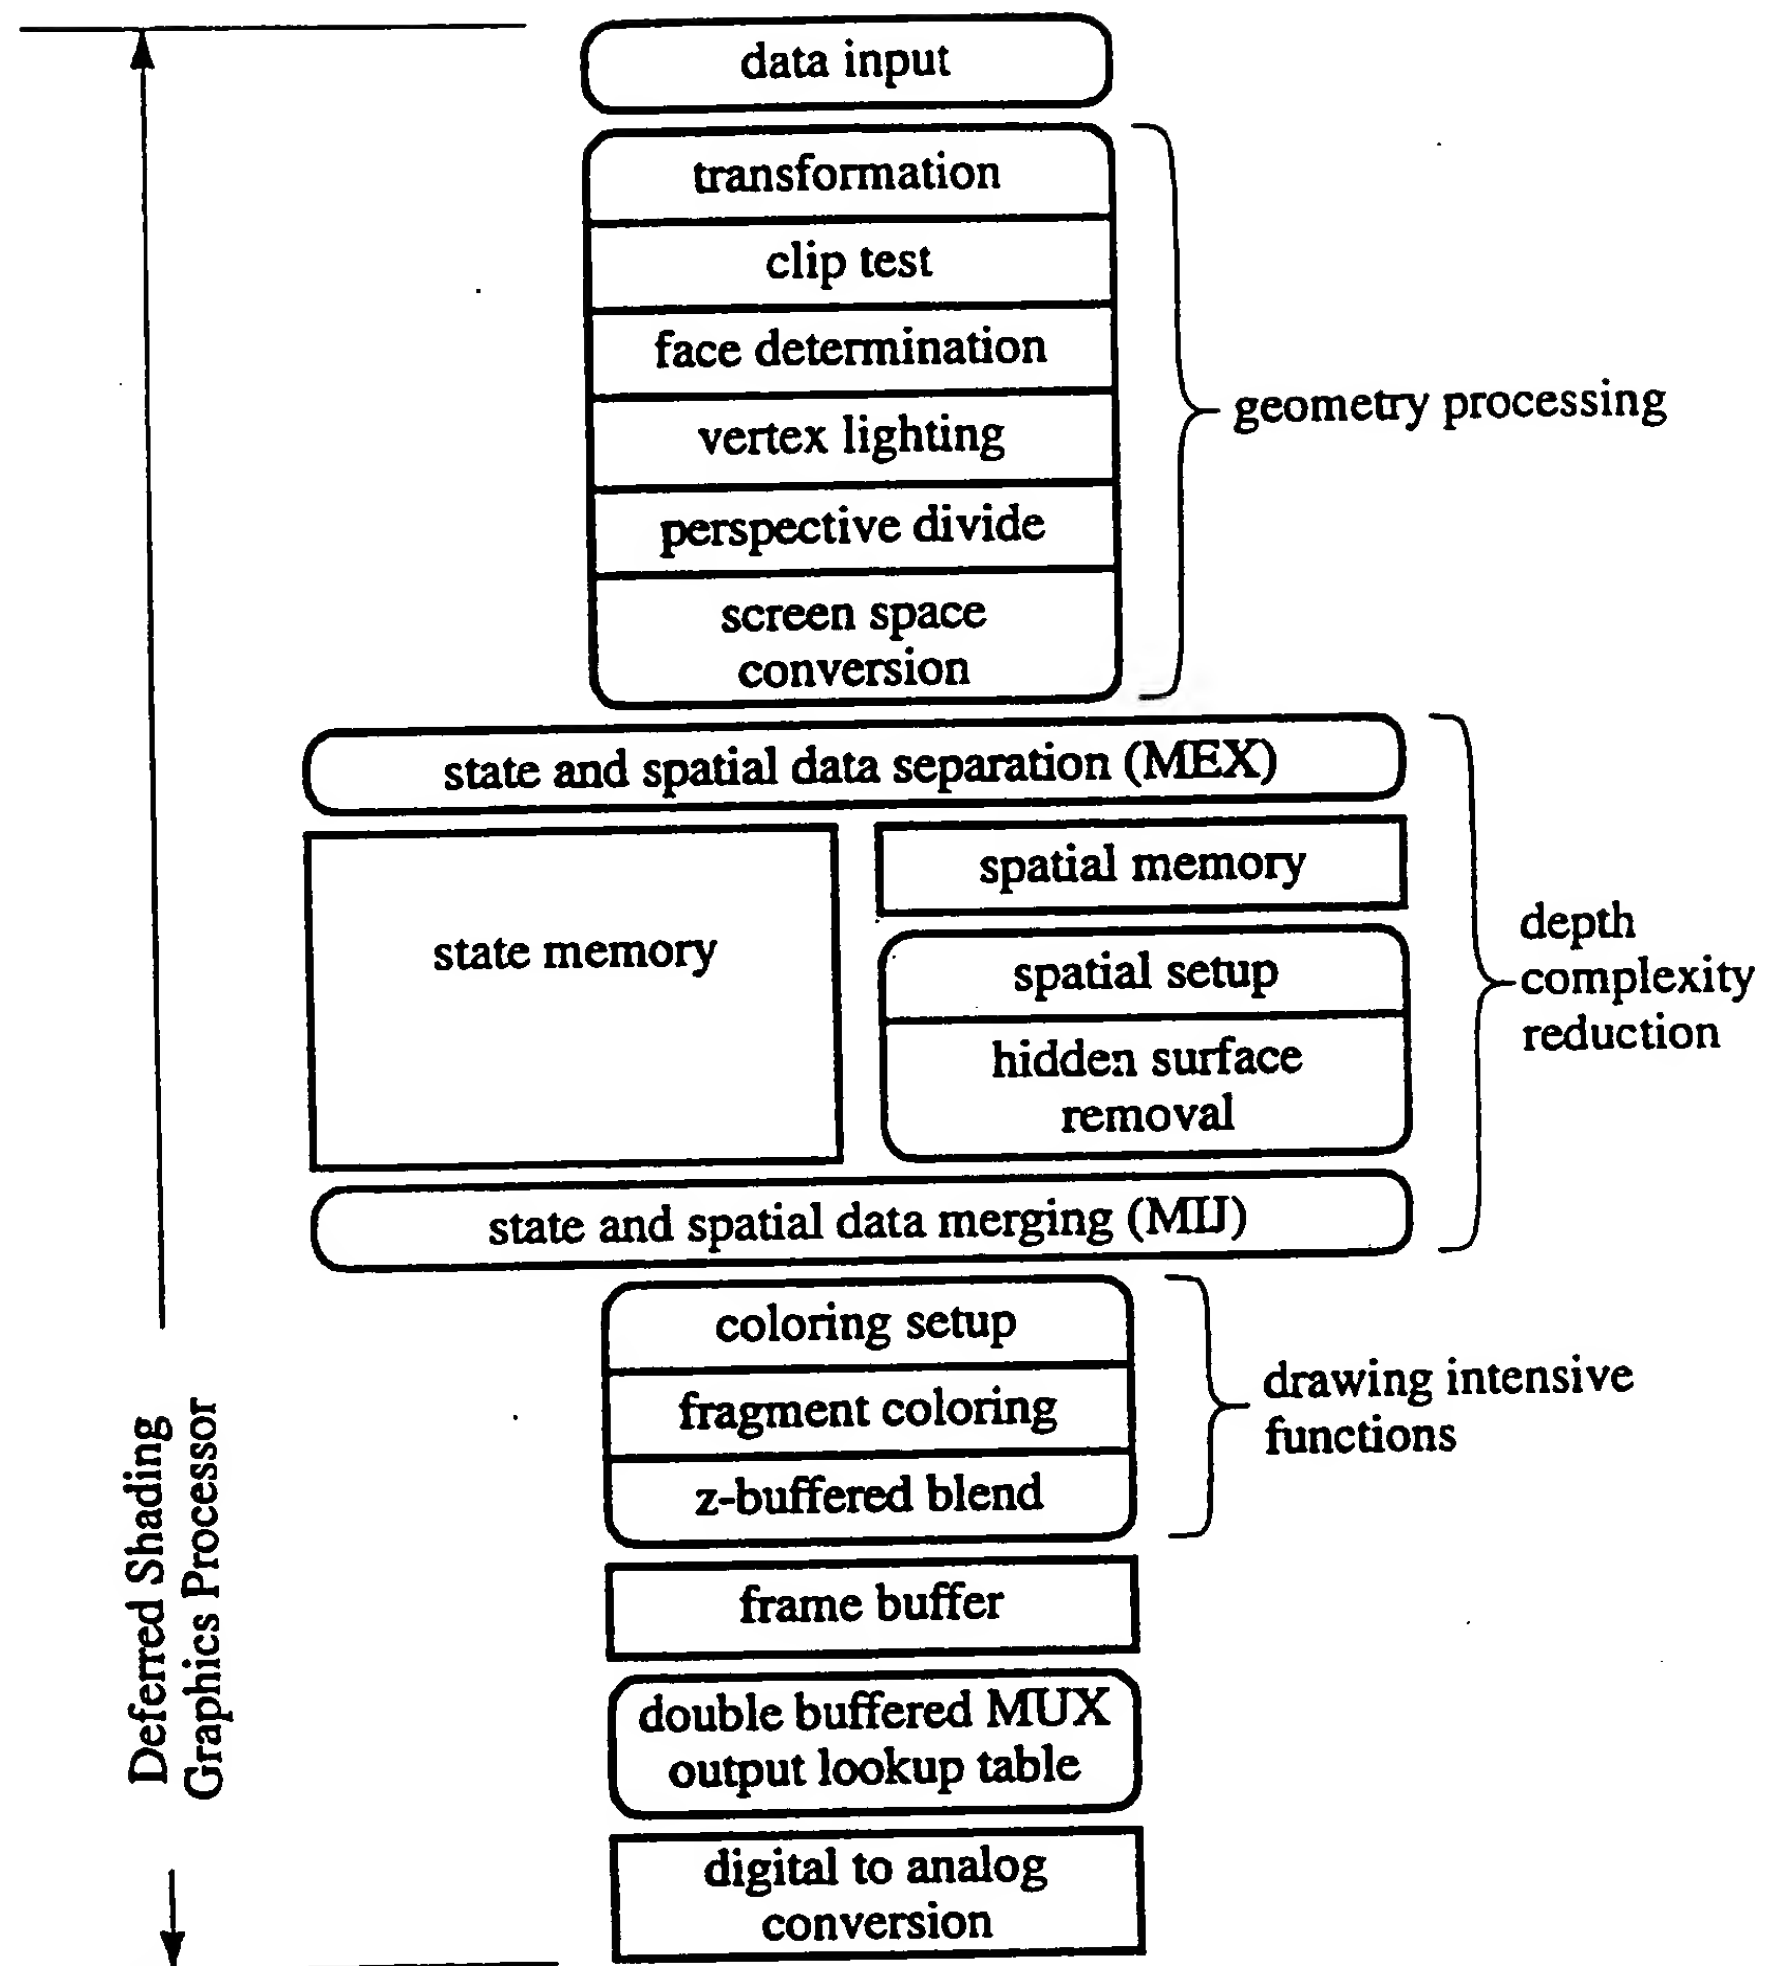 data input
transformation
clip test
face determination
vertex lighting
perspective divide
screen space
conversion
geometry processing
state and spatial data separation (MEX)
state memory
spatial memory
spatial setup
hidden surface
removal
depth
complexity
reduction
state and spatial data merging (MIJ)
coloring setup
fragment coloring
z-buffered blend
drawing intensive
functions
frame buffer
double buffered MUX
output lookup table
digital to analog
conversion
Deferred Shading
Graphics Processor